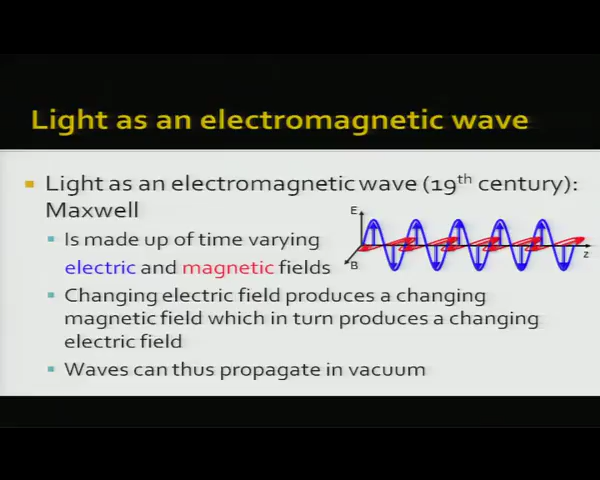 Light as an electromagnetic wave
Light as an electromagnetic wave (19th century):
Maxwell
Is made up of time varying
electric and magnetic fields
E
B
z
Changing electric field produces a changing
magnetic field which in turn produces a changing
electric field
Waves can thus propagate in vacuum